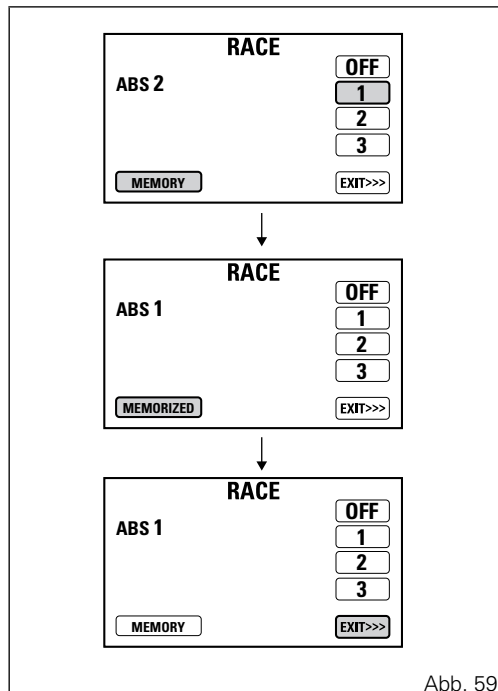 RACE
ABS 2
OFF
1
2
3
MEMORY
EXIT>>>
RACE
ABS 1
OFF
1
2
3
MEMORIZED
EXIT>>>
RACE
ABS 1
OFF
1
2
3
MEMORY
EXIT>>>
Abb. 59